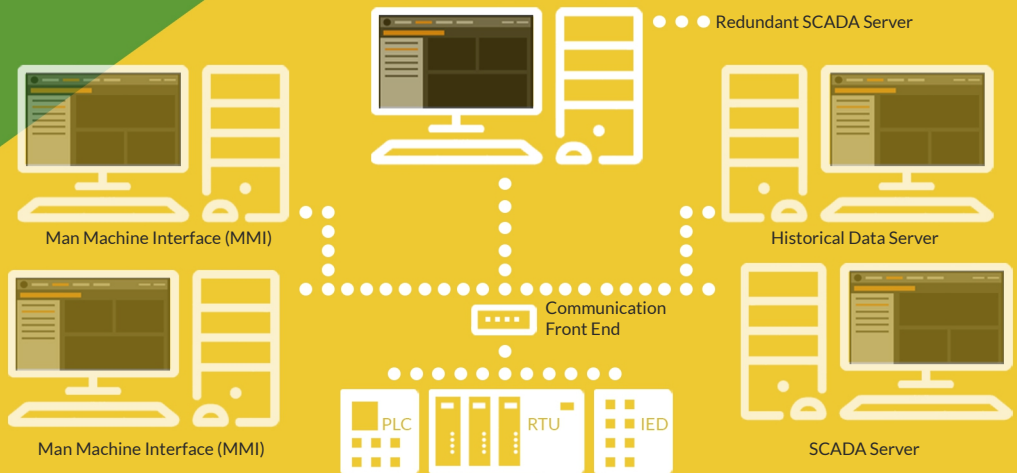 Redundant SCADA Server
Man Machine Interface (MMI)
Historical Data Server
Communication
Front End
PLC
RTU
IED
Man Machine Interface (MMI)
SCADA Server